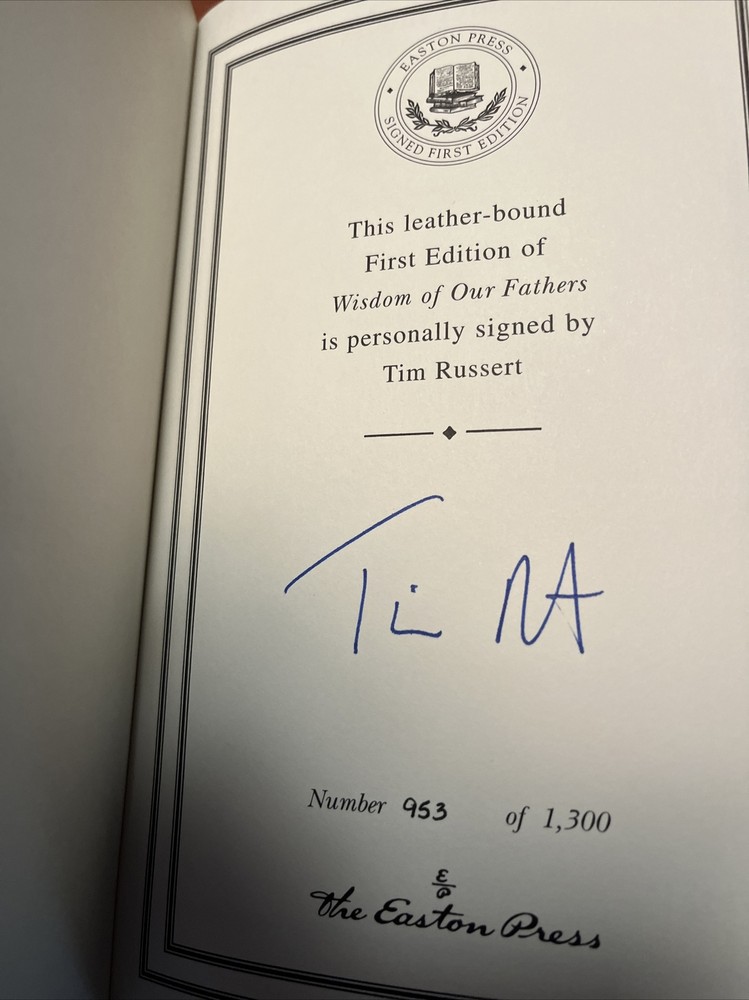 EASTON PRESS
SIGNED FIRST EDITION
This leather-bound
First Edition of
Wisdom of Our Fathers
is personally signed by
Tim Russert
Tim
Number 953 of 1,300
E
P
The Easton Press